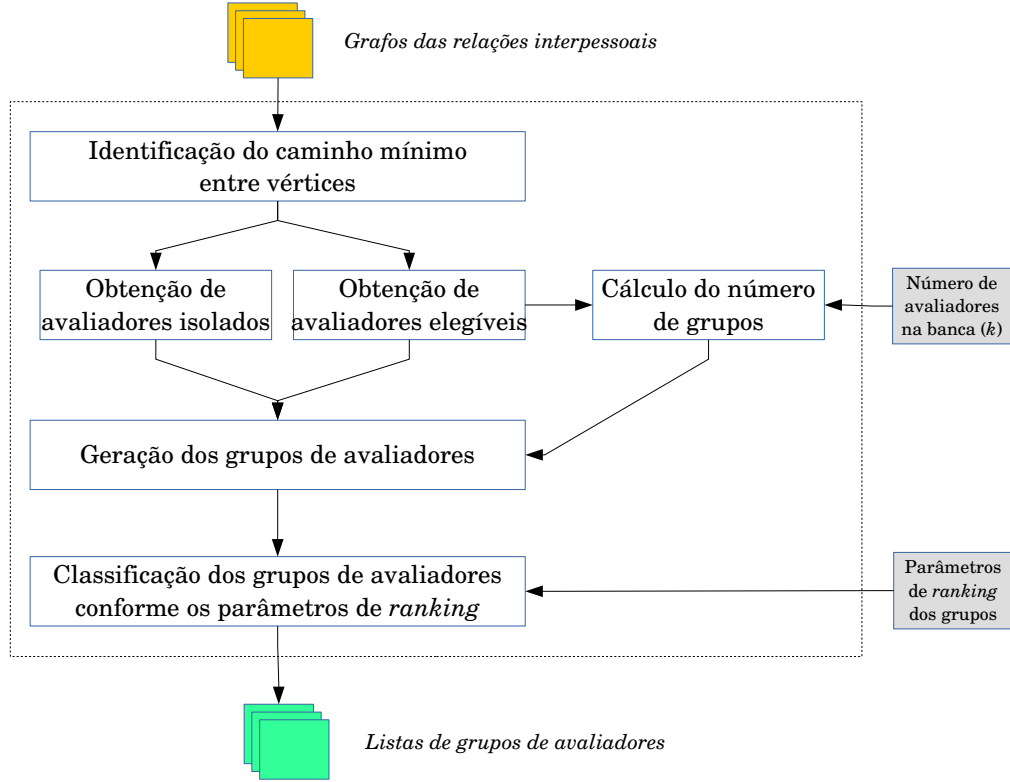 Grafos das relações interpessoais
Identificação do caminho mínimo
entre vértices
Obtenção de
avaliadores isolados
Obtenção de
avaliadores elegíveis
Cálculo do número
de grupos
Número de
avaliadores
na banca (k)
Geração dos grupos de avaliadores
Classificação dos grupos de avaliadores
conforme os parâmetros de ranking
Parâmetros
de ranking
dos grupos
Listas de grupos de avaliadores